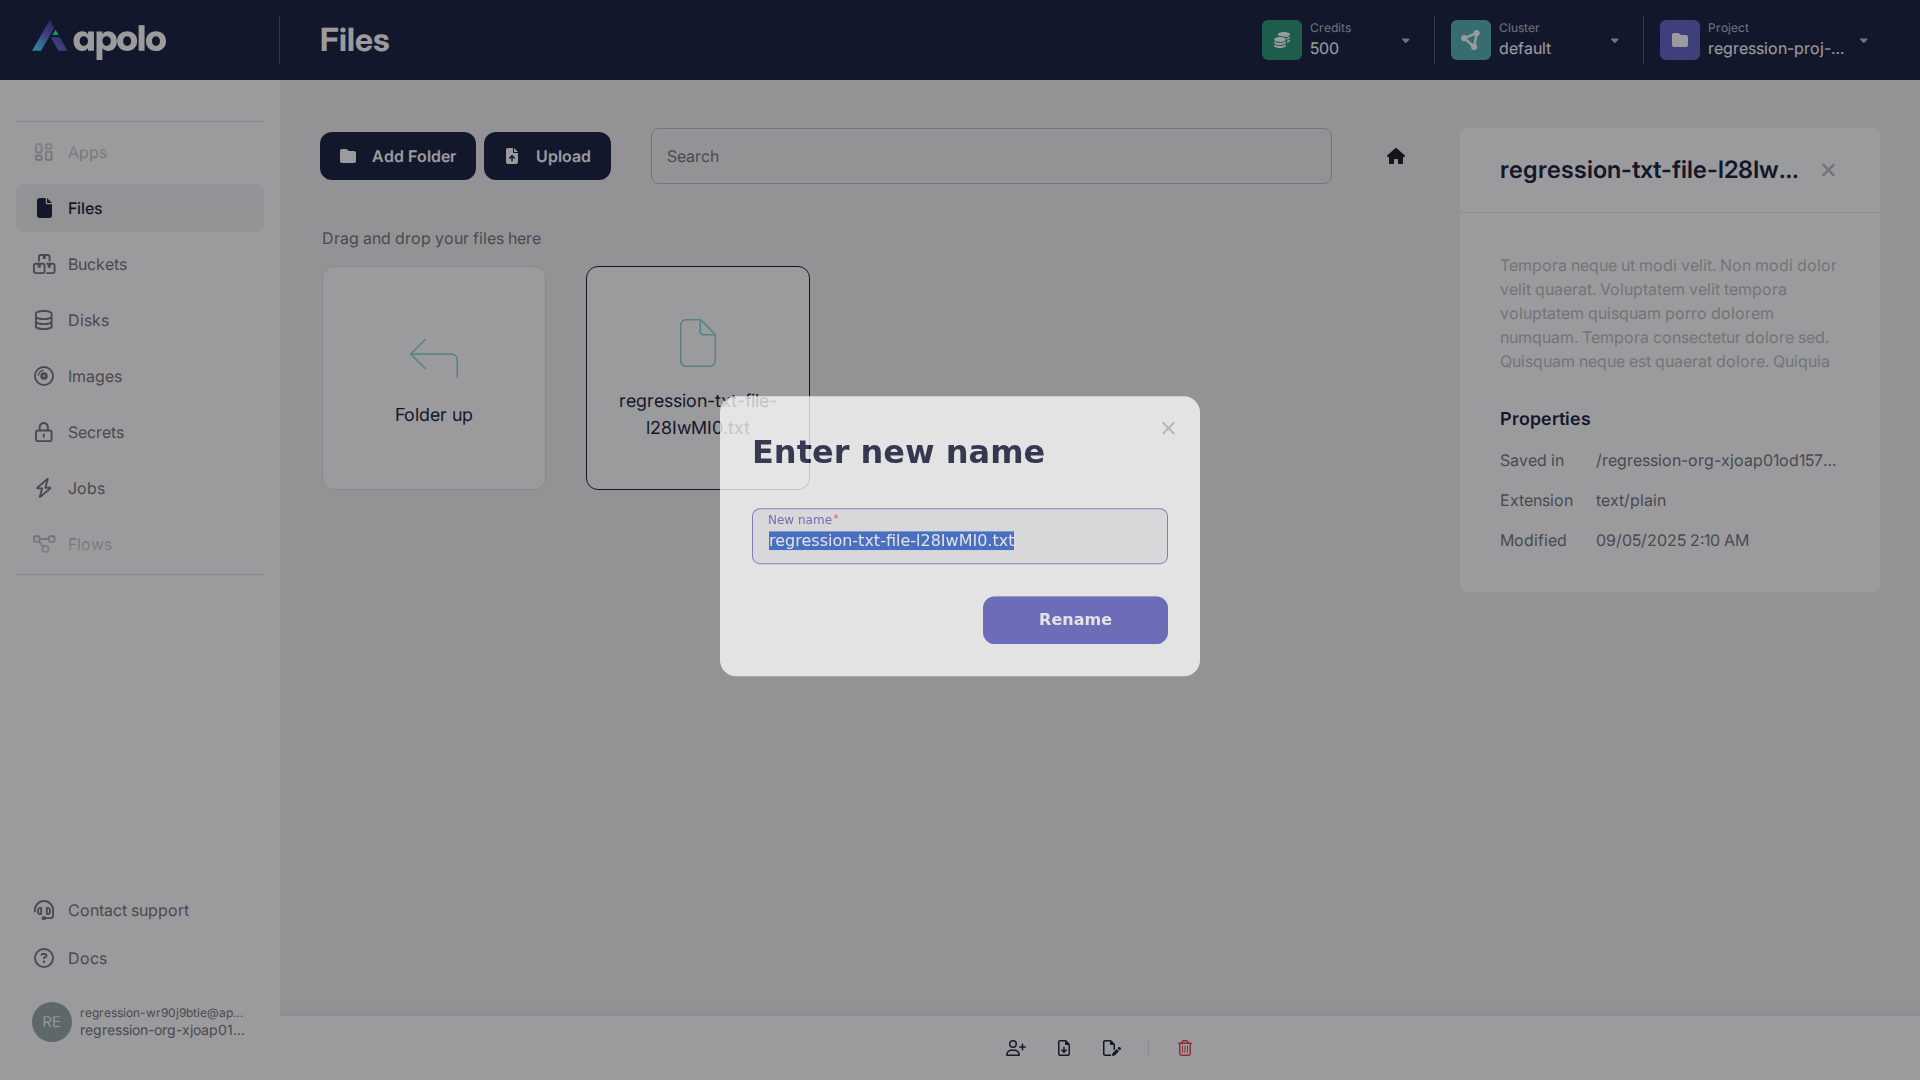 apolo
Files
Credits
500
Cluster
default
Project
regression-proj-...
Apps
Files
Buckets
Disks
Images
Secrets
Jobs
Flows
Contact support
Docs
RE
regression-wr90j9btie@ap...
regression-org-xjoap01...
Add Folder
Upload
Search
Drag and drop your files here
Folder up
regression-txt-file-
l28IwMI0.txt
Enter new name
New name*
regression-txt-file-l28IwMI0.txt
Rename
regression-txt-file-l28Iw...
Tempora neque ut modi velit. Non modi dolor
velit quaerat. Voluptatem velit tempora
voluptatem quisquam porro dolorem
numquam. Tempora consectetur dolore sed.
Quisquam neque est quaerat dolore. Quiquia
Properties
Saved in /regression-org-xjoap01od157...
Extension text/plain
Modified 09/05/2025 2:10 AM